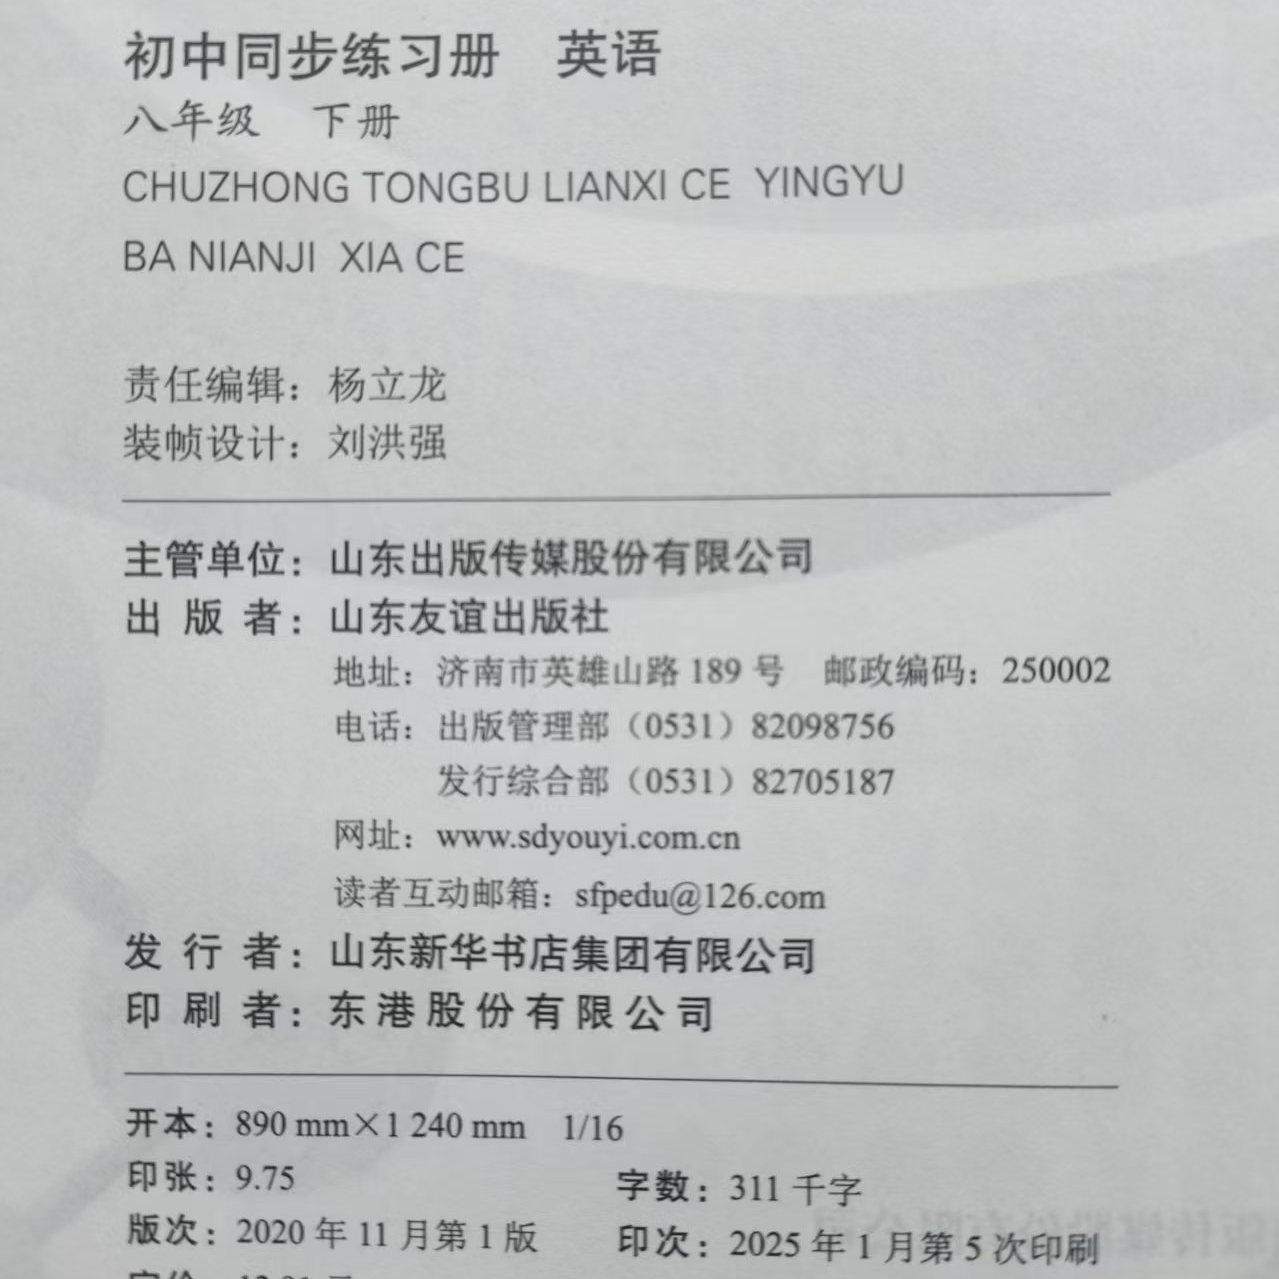 初中同步练习册 英语
八年级 下册
CHUZHONG TONGBU LIANXI CE YINGYU
BA NIANJI XIA CE
责任编辑：杨立龙
装帧设计：刘洪强
主管单位：山东出版传媒股份有限公司
出版者：山东友谊出版社
地址：济南市英雄山路 189 号 邮政编码：250002
电话：出版管理部（0531）82098756
发行综合部（0531）82705187
网址：www.sdyouyi.com.cn
读者互动邮箱：sfpedu@126.com
发行者：山东新华书店集团有限公司
印刷者：东港股份有限公司
开本：890 mm×1 240 mm 1/16
印张：9.75 字数：311 千字
版次：2020 年 11 月第 1 版 印次：2025 年 1 月第 5 次印刷